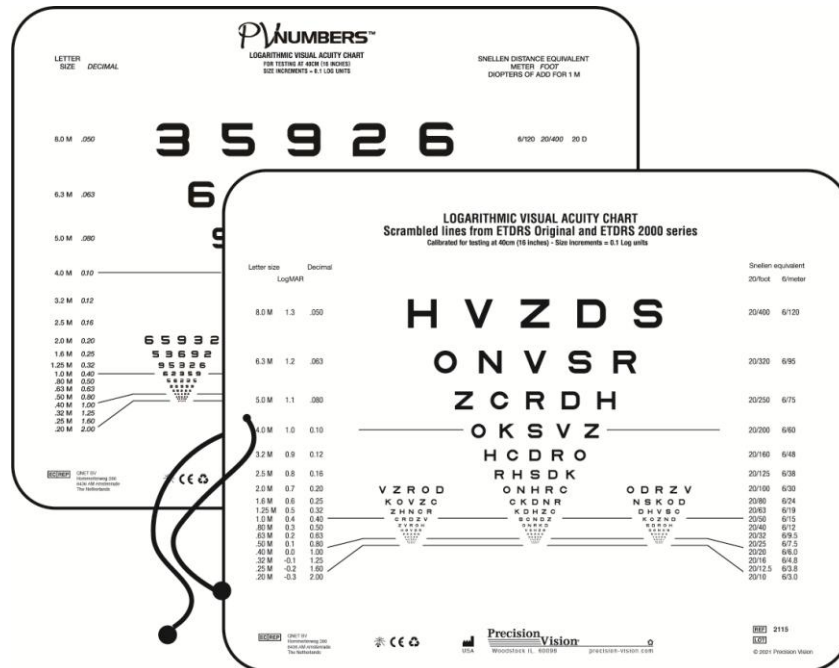 PVNUMBERS™
LOGARITHMIC VISUAL ACUITY CHART
FOR TESTING AT 40CM (16 INCHES)
SIZE INCREMENTS = 0.1 LOG UNITS
LETTER
SIZE DECIMAL
SNELLEN DISTANCE EQUIVALENT
METER FOOT
DIOPTERS OF ADD FOR 1 M
8.0 M .050 3 5 9 2 6 6/120 20/400 20 D
6.3 M .063 6
5.0 M .080
4.0 M 0.10
3.2 M 0.12
2.5 M 0.16
2.0 M 0.20 6 5 9 3 2
1.6 M 0.25 5 3 6 9 2
1.25 M 0.32 9 5 3 2 6
1.0 M 0.40 6 2 3 5 9
.80 M 0.50
.63 M 0.63
.50 M 0.80
.40 M 1.00
.32 M 1.25
.25 M 1.60
.20 M 2.00
EC REP
The Netherlands
CE
LOGARITHMIC VISUAL ACUITY CHART
Scrambled lines from ETDRS Original and ETDRS 2000 series
Calibrated for testing at 40cm (16 inches) - Size increments = 0.1 Log units
Letter size Decimal Snellen equivalent
LogMAR 20/foot 6/meter
8.0 M 1.3 .050 H V Z D S 20/400 6/120
6.3 M 1.2 .063 O N V S R 20/320 6/95
5.0 M 1.1 .080 Z C R D H 20/250 6/75
4.0 M 1.0 0.10 O K S V Z 20/200 6/60
3.2 M 0.9 0.12 H C D R O 20/160 6/48
2.5 M 0.8 0.16 R H S D K 20/125 6/38
2.0 M 0.7 0.20 V Z R O D O N H R C O D R Z V 20/100 6/30
1.6 M 0.6 0.25 K O V Z C C K D N R N S K O D 20/80 6/24
1.25 M 0.5 0.32 Z H N C R K D H Z C D H V S C 20/63 6/19
1.0 M 0.4 0.40 C R D Z V S C N D Z K O Z N D 20/50 6/15
.80 M 0.3 0.50 20/40 6/12
.63 M 0.2 0.63 20/32 6/9.5
.50 M 0.1 0.80 20/25 6/7.5
.40 M 0.0 1.00 20/20 6/6.0
.32 M -0.1 1.25 20/16 6/4.8
.25 M -0.2 1.60 20/12.5 6/3.8
.20 M -0.3 2.00 20/10 6/3.0
EC REP
The Netherlands
CE
USA
Precision Vision
Woodstock IL 60098 precision-vision.com
REF 2115
LOT
© 2021 Precision Vision